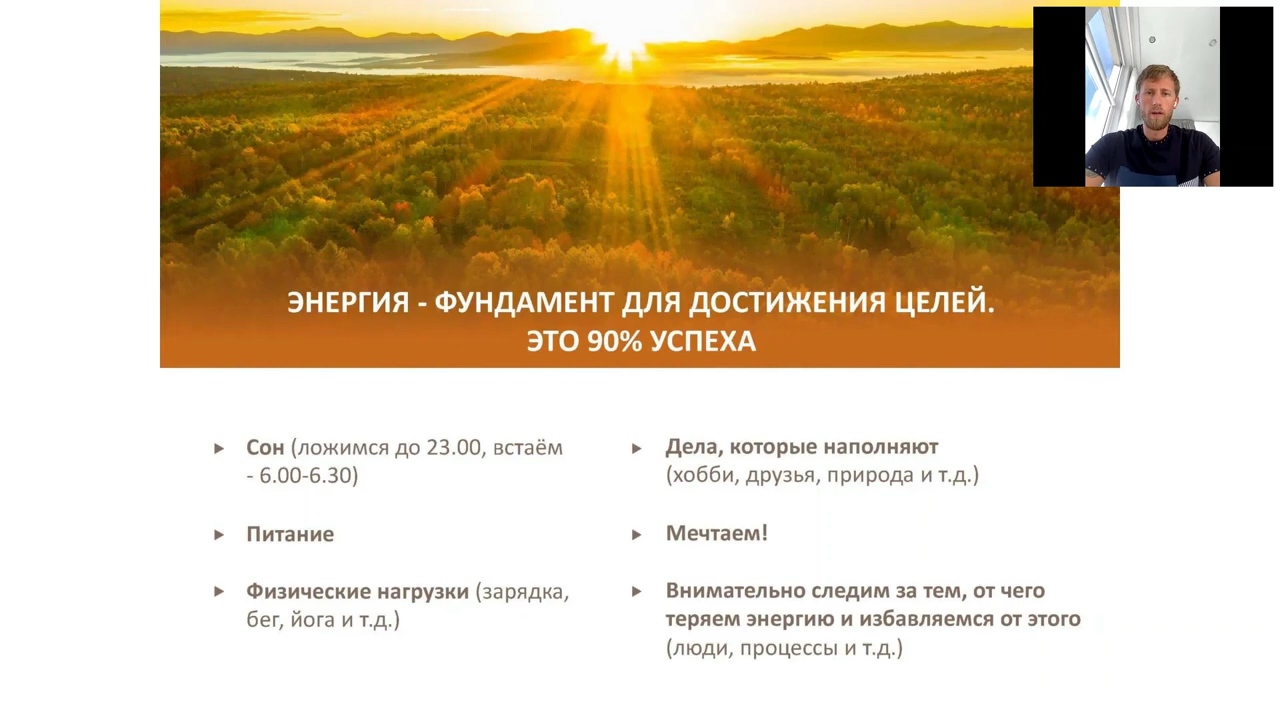 ЭНЕРГИЯ - ФУНДАМЕНТ ДЛЯ ДОСТИЖЕНИЯ ЦЕЛЕЙ.
ЭТО 90% УСПЕХА
Сон (ложимся до 23.00, встаём
- 6.00-6.30)
Питание
Физические нагрузки (зарядка,
бег, йога и т.д.)
Дела, которые наполняют
(хобби, друзья, природа и т.д.)
Мечтаем!
Внимательно следим за тем, от чего
теряем энергию и избавляемся от этого
(люди, процессы и т.д.)